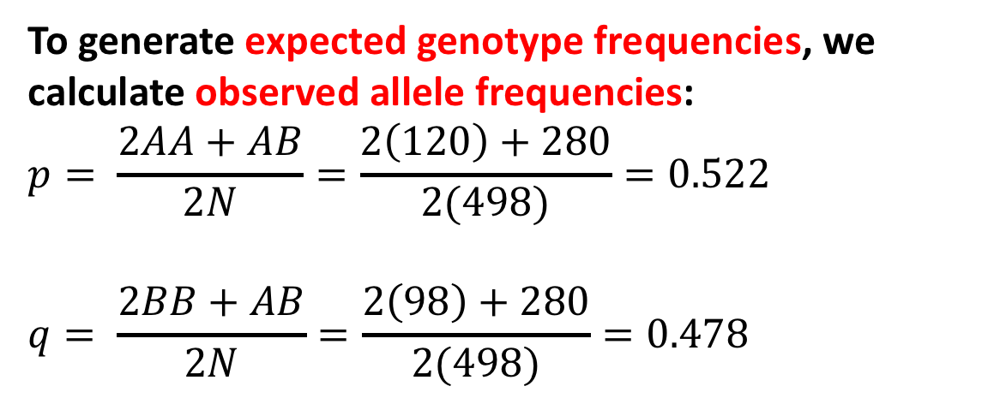 To generate expected genotype frequencies, we
calculate observed allele frequencies:
p = \frac{2AA + AB}{2N} = \frac{2(120) + 280}{2(498)} = 0.522
q = \frac{2BB + AB}{2N} = \frac{2(98) + 280}{2(498)} = 0.478